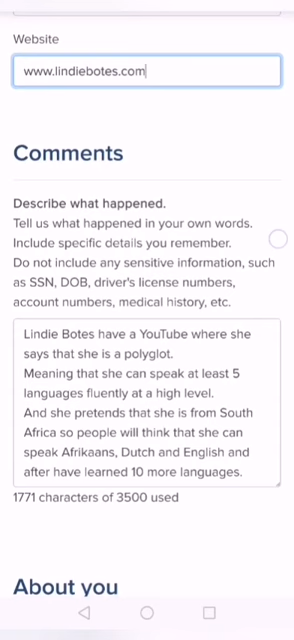 Website
www.lindiebotes.com
Comments
Describe what happened.
Tell us what happened in your own words.
Include specific details you remember.
Do not include any sensitive information, such
as SSN, DOB, driver's license numbers,
account numbers, medical history, etc.
Lindie Botes have a YouTube where she
says that she is a polyglot.
Meaning that she can speak at least 5
languages fluently at a high level.
And she pretends that she is from South
Africa so people will think that she can
speak Afrikaans, Dutch and English and
after have learned 10 more languages.
1771 characters of 3500 used
About you